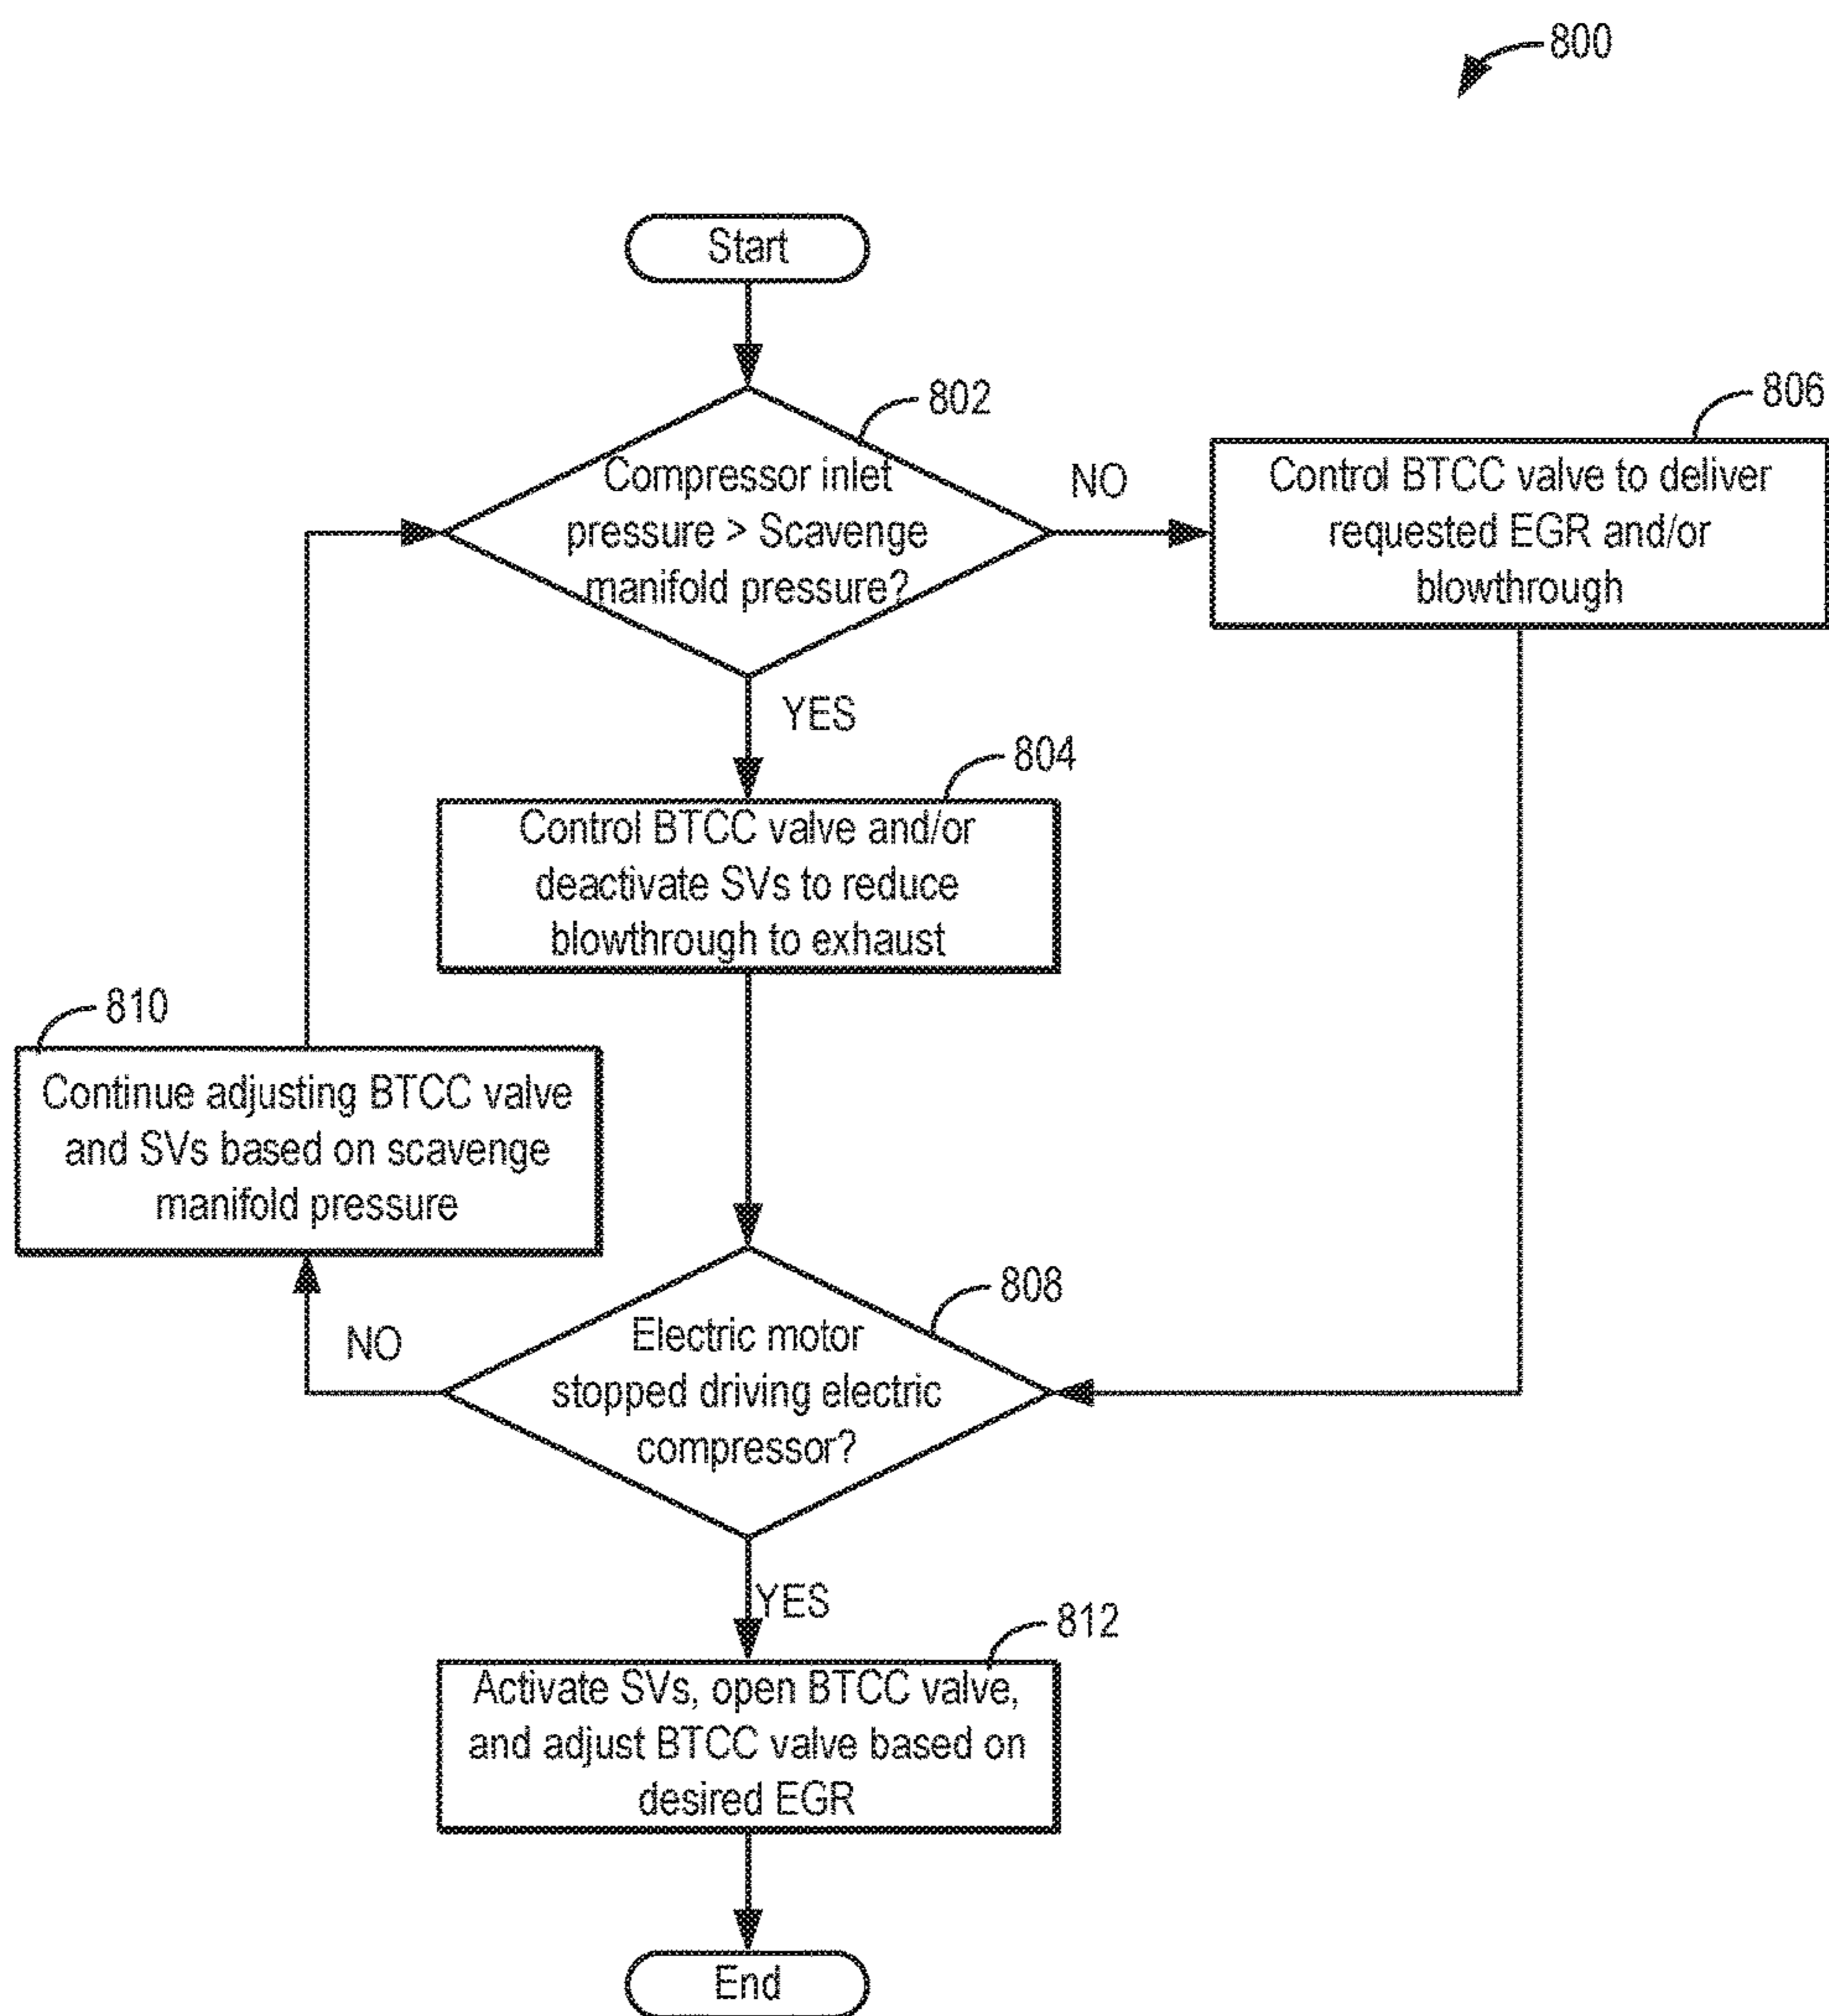 800
Start
802
Compressor inlet
pressure > Scavenge
manifold pressure?
NO
806
Control BTCC valve to deliver
requested EGR and/or
blowthrough
YES
804
Control BTCC valve and/or
deactivate SVs to reduce
blowthrough to exhaust
810
Continue adjusting BTCC valve
and SVs based on scavenge
manifold pressure
808
Electric motor
stopped driving electric
compressor?
NO
YES
812
Activate SVs, open BTCC valve,
and adjust BTCC valve based on
desired EGR
End